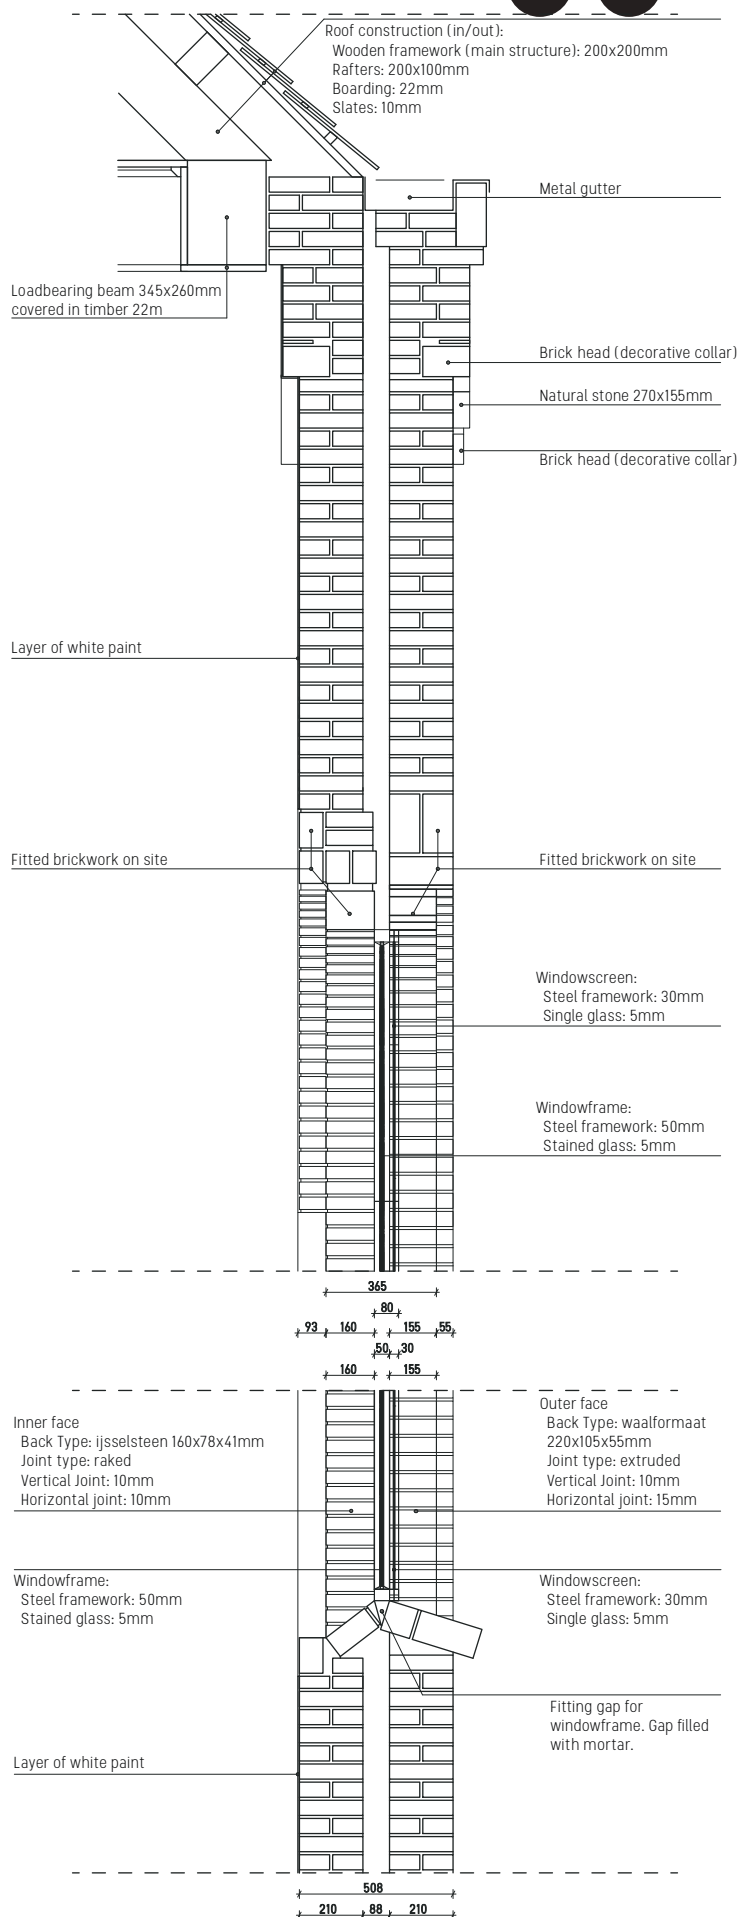 Roof construction (in/out):
Wooden framework (main structure): 200x200mm
Rafters: 200x100mm
Boarding: 22mm
Slates: 10mm
Metal gutter
Loadbearing beam 345x260mm
covered in timber 22m
Brick head (decorative collar)
Natural stone 270x155mm
Brick head (decorative collar)
Layer of white paint
Fitted brickwork on site
Fitted brickwork on site
Windowscreen:
Steel framework: 30mm
Single glass: 5mm
Windowframe:
Steel framework: 50mm
Stained glass: 5mm
365
80
93 160 155 55
50 30
160 155
Inner face
Back Type: ijsselsteen 160x78x41mm
Joint type: raked
Vertical Joint: 10mm
Horizontal joint: 10mm
Outer face
Back Type: waalformaat
220x105x55mm
Joint type: extruded
Vertical Joint: 10mm
Horizontal joint: 15mm
Windowframe:
Steel framework: 50mm
Stained glass: 5mm
Windowscreen:
Steel framework: 30mm
Single glass: 5mm
Fitting gap for
windowframe. Gap filled
with mortar.
Layer of white paint
508
210 88 210